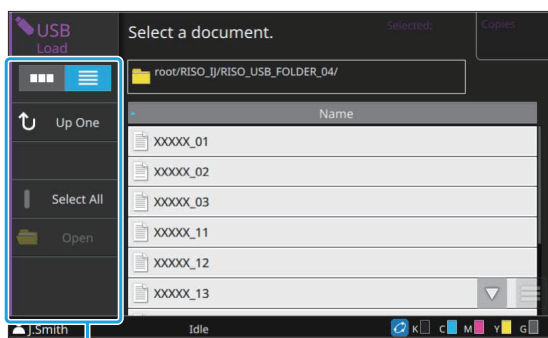 USB
Load
Select a document.
Selected:
Copies
root/RISO_IJ/RISO_USB_FOLDER_04/
Up One
Name
XXXXX_01
XXXXX_02
XXXXX_03
Select All
XXXXX_11
Open
XXXXX_12
XXXXX_13
J.Smith
Idle
K C M Y G